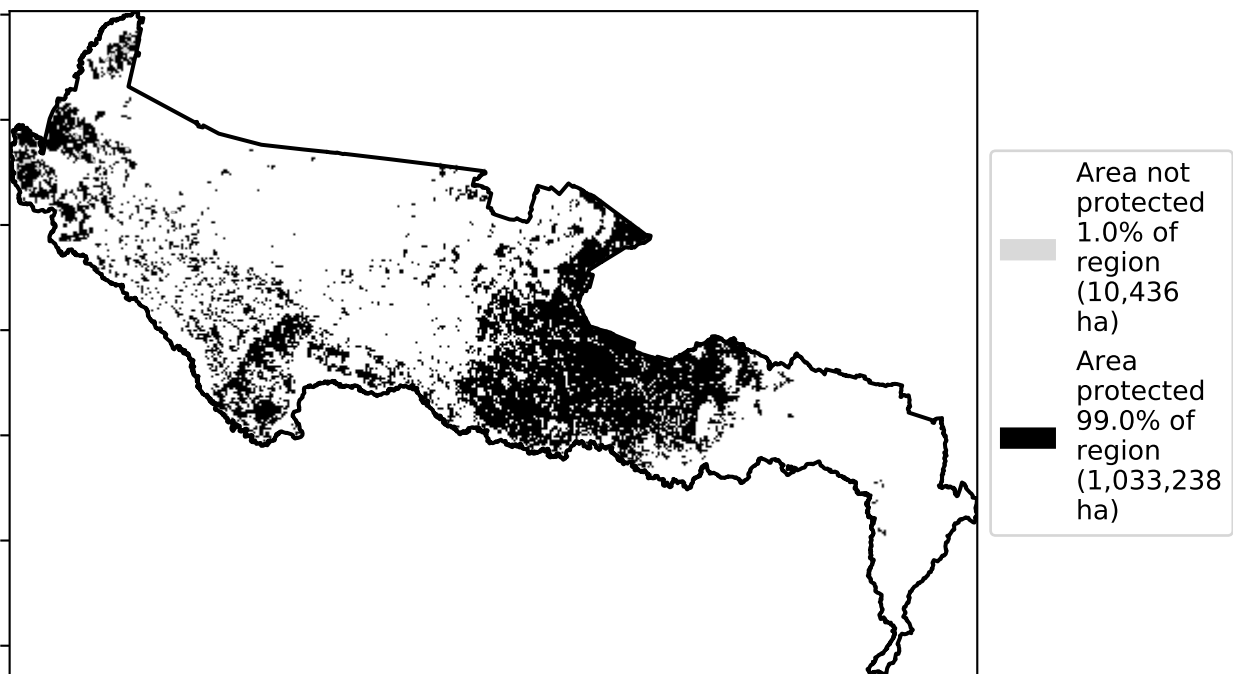 Area not
protected
1.0% of
region
(10,436
ha)
Area
protected
99.0% of
region
(1,033,238
ha)